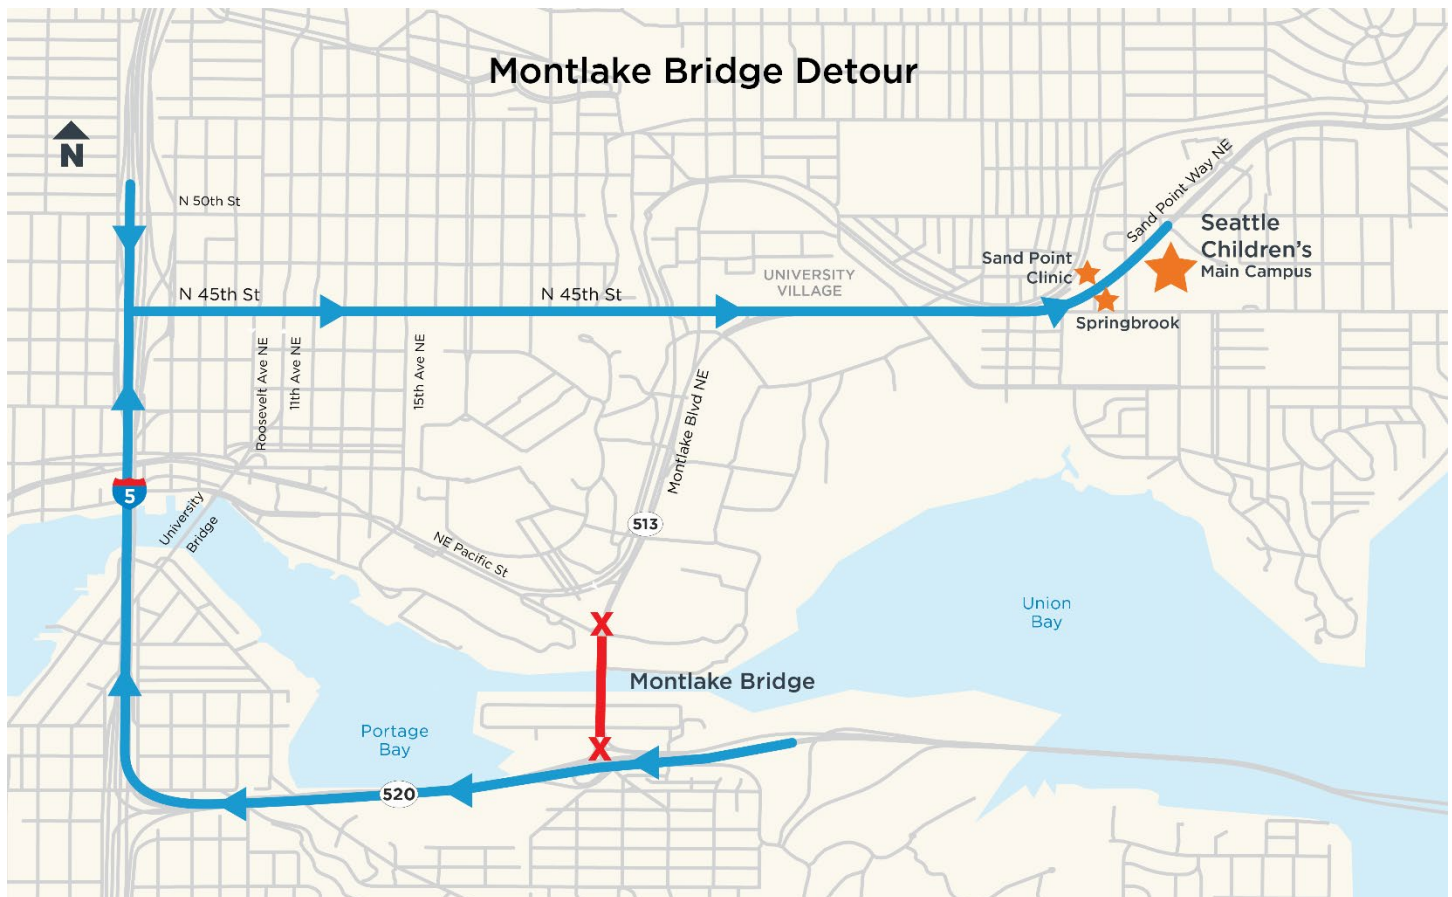 Montlake Bridge Detour
N
N 50th St
Sand Point Way NE
Seattle
Children's
Main Campus
Sand Point
Clinic
UNIVERSITY
VILLAGE
N 45th St
N 45th St
Springbrook
Roosevelt Ave NE
11th Ave NE
15th Ave NE
Montlake Blvd NE
5
University
Bridge
513
NE Pacific St
X
Union
Bay
Montlake Bridge
Portage
Bay
X
520